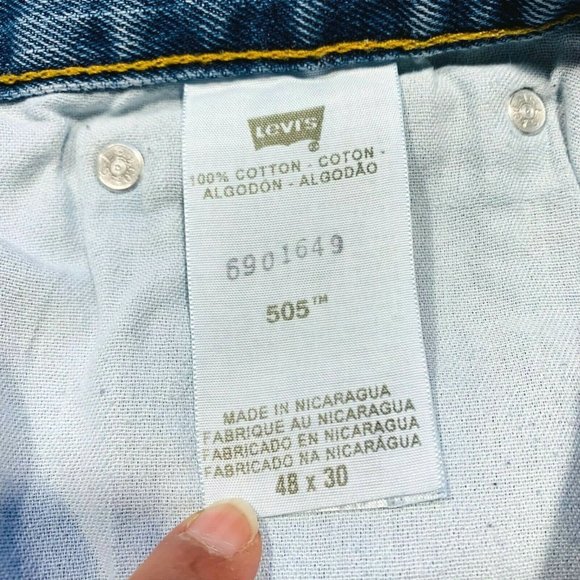 Levi's
®
100% COTTON - COTON -
ALGODÓN - ALGODÃO
6901649
505™
MADE IN NICARAGUA
FABRIQUE AU NICARAGUA
FABRICADO EN NICARAGUA
FABRICADO NA NICARÁGUA
48 x 30